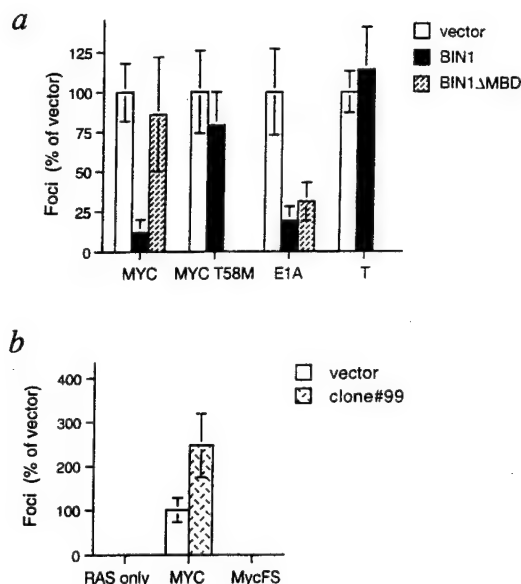 a
vector
BIN1
BIN1ΔMBD
Foci (% of vector)
125
100
75
50
25
0
MYC
MYC T58M
E1A
T
b
vector
clone#99
Foci (% of vector)
400
300
200
100
0
RAS only
MYC
MycFS